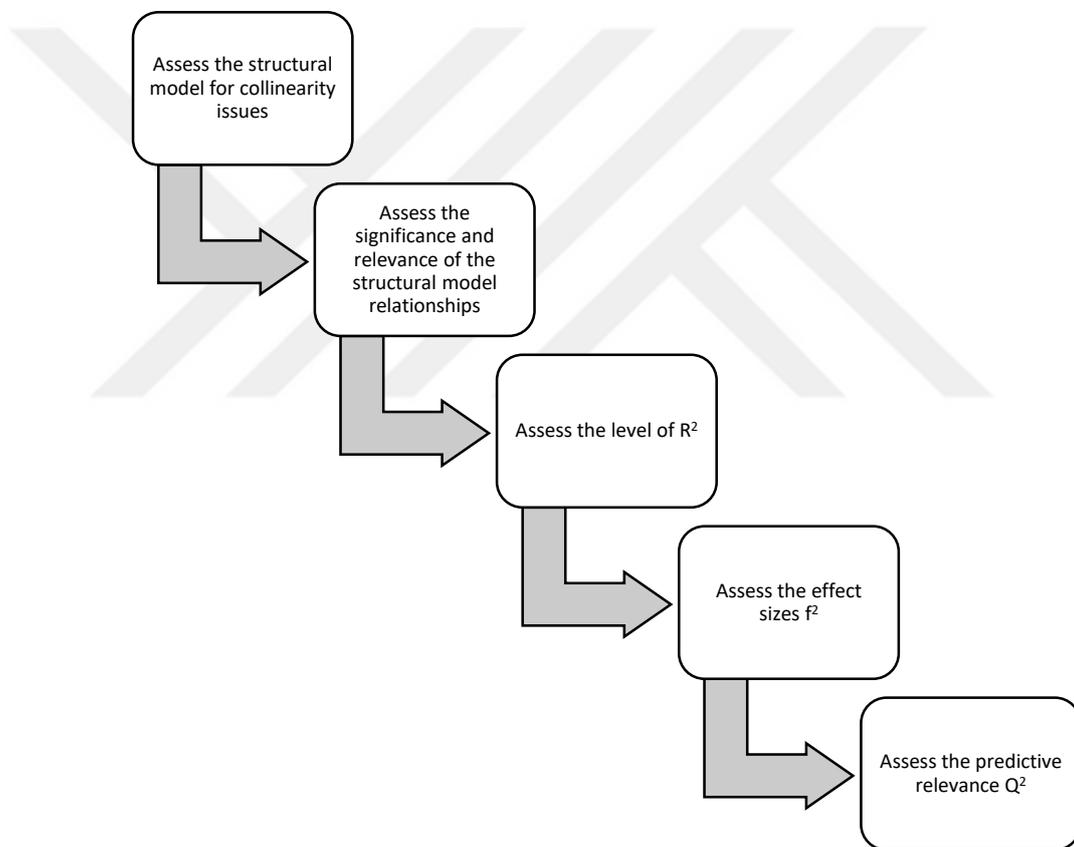 Assess the structural
model for collinearity
issues
Assess the
significance and
relevance of the
structural model
relationships
Assess the level of R²
Assess the effect
sizes f²
Assess the predictive
relevance Q²